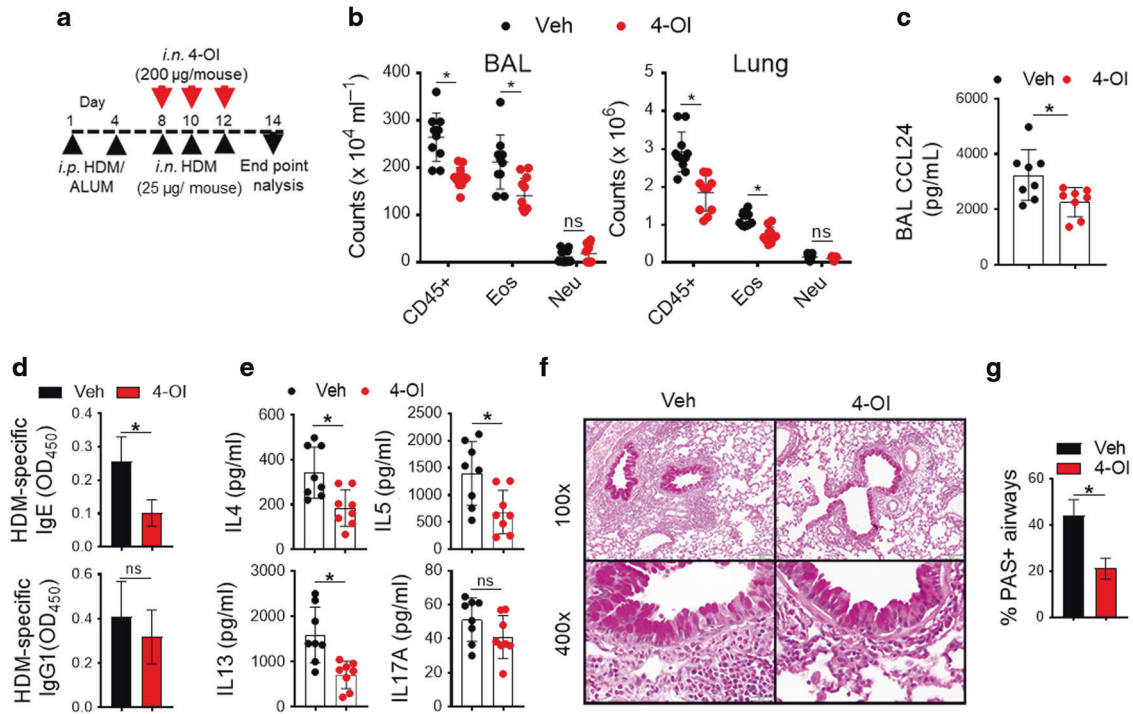 a
i.n. 4-OI
(200 µg/mouse)
Day
1 4 8 10 12 14
i.p. HDM/
ALUM
i.n. HDM
(25 µg/ mouse)
End point
nalysis
b
Veh 4-OI
BAL
Counts (x 10⁴ ml⁻¹)
400
300
200
100
0
* * ns
CD45+ Eos Neu
Lung
Counts (x 10⁶)
6
5
4
3
2
1
0
* * ns
CD45+ Eos Neu
c
Veh 4-OI
BAL CCL24
(pg/mL)
6000
4000
2000
0
*
d
Veh 4-OI
HDM-specific
IgE (OD₄₅₀)
0.4
0.3
0.2
0.1
0.0
*
HDM-specific
IgG1(OD₄₅₀)
0.6
0.4
0.2
0.0
ns
e
Veh 4-OI
IL4 (pg/ml)
600
400
200
0
*
IL5 (pg/ml)
2500
2000
1500
1000
500
0
*
IL13 (pg/ml)
3000
2000
1000
0
*
IL17A (pg/ml)
80
60
40
20
0
ns
f
Veh 4-OI
100x
400x
g
Veh
4-OI
% PAS+ airways
60
40
20
0
*